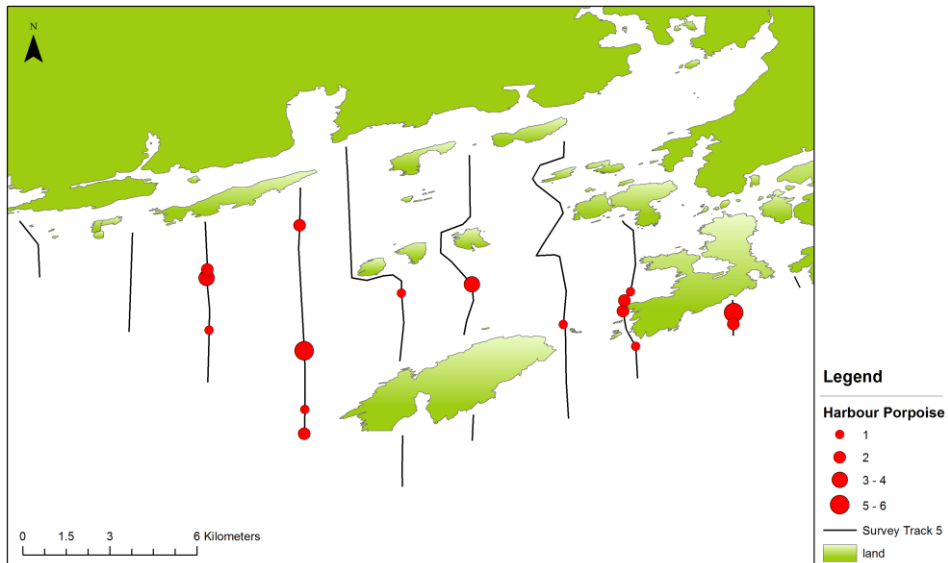 N
Legend
Harbour Porpoise
1
2
3 - 4
5 - 6
Survey Track 5
land
0 1.5 3 6 Kilometers